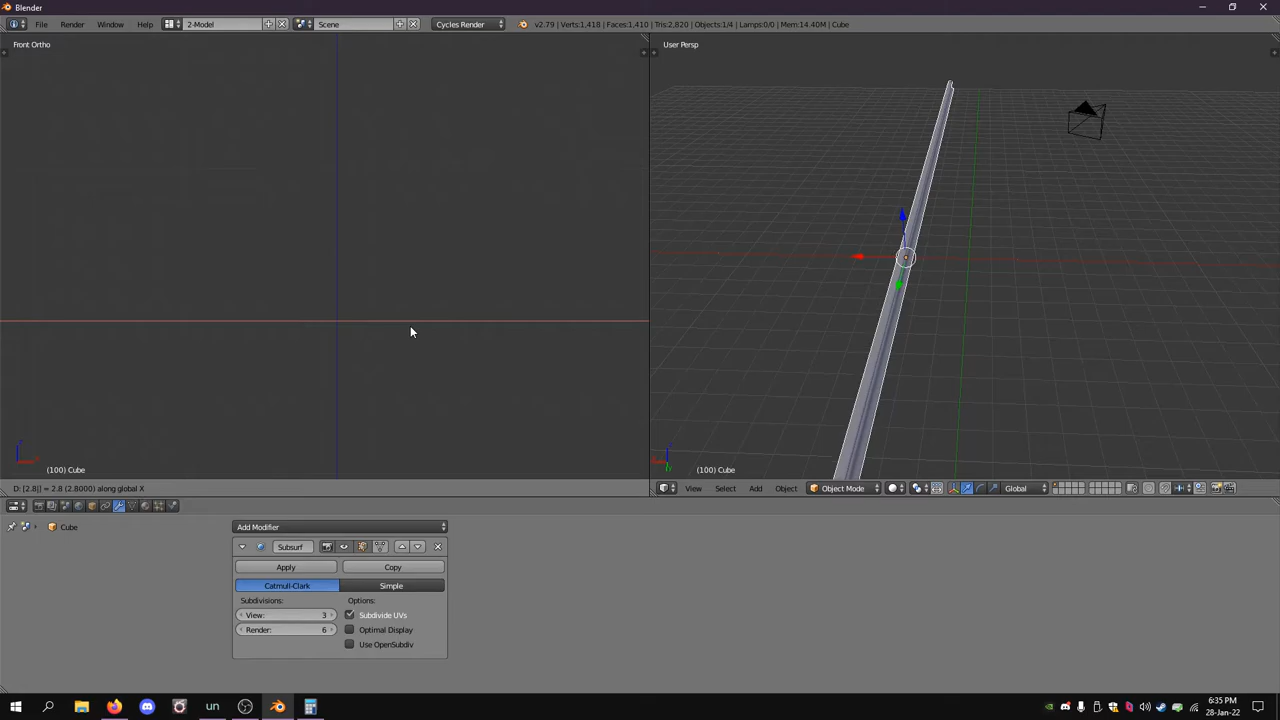 Blender
File Render Window Help 2-Model Scene Cycles Render v2.79 | Verts:1,418 | Faces:1,410 | Tris:2,820 | Objects:1/4 | Lamps:0/0 | Mem:14.40M | Cube
Front Ortho
User Persp
(100) Cube
(100) Cube
D: [2.8|] = 2.8 (2.8000) along global X
View Select Add Object Object Mode Global
Cube
Add Modifier
Subsurf
Apply Copy
Catmull-Clark Simple
Subdivisions: Options:
View: 3 Subdivide UVs
Render: 6 Optimal Display
Use OpenSubdiv
un
6:35 PM
28-Jan-22